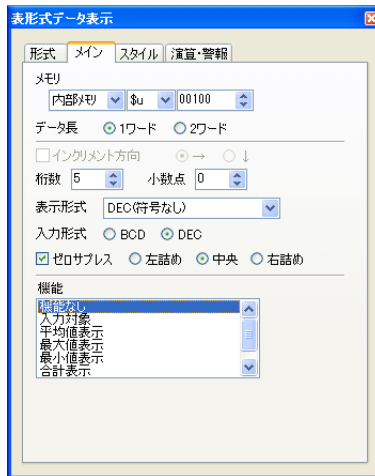 表形式データ表示
形式 メイン スタイル 演算・警報
メモリ
内部メモリ $u 00100
データ長 1ワード 2ワード
インクリメント方向 → ↓
桁数 5 小数点 0
表示形式 DEC(符号なし)
入力形式 BCD DEC
ゼロサプレス 左詰め 中央 右詰め
機能
機能なし
入力対象
平均値表示
最大値表示
最小値表示
合計表示